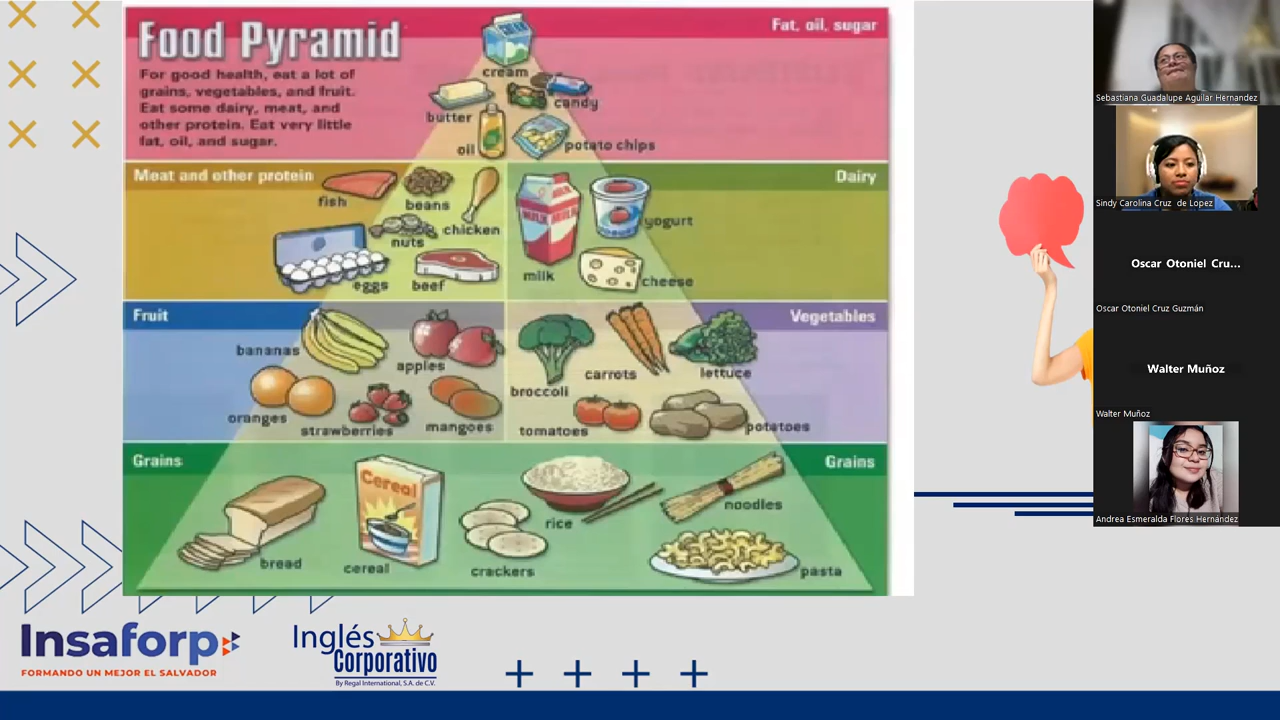 Food Pyramid
For good health, eat a lot of
grains, vegetables, and fruit.
Eat some dairy, meat, and
other protein. Eat very little
fat, oil, and sugar.
Fat, oil, sugar
cream
butter
candy
oil
potato chips
Meat and other protein
fish
beans
chicken
nuts
eggs
beef
Dairy
milk
yogurt
cheese
Fruit
bananas
apples
oranges
strawberries
mangoes
Vegetables
broccoli
carrots
lettuce
tomatoes
potatoes
Grains
Grains
bread
Cereal
cereal
crackers
rice
noodles
pasta
Insaforp
FORMANDO UN MEJOR EL SALVADOR
Inglés
Corporativo
By Regal International, S.A. de C.V.
Sebastiana Guadalupe Aguilar Hernandez
Sindy Carolina Cruz de Lopez
Oscar Otoniel Cru...
Oscar Otoniel Cruz Guzmán
Walter Muñoz
Walter Muñoz
Andrea Esmeralda Flores Hernández